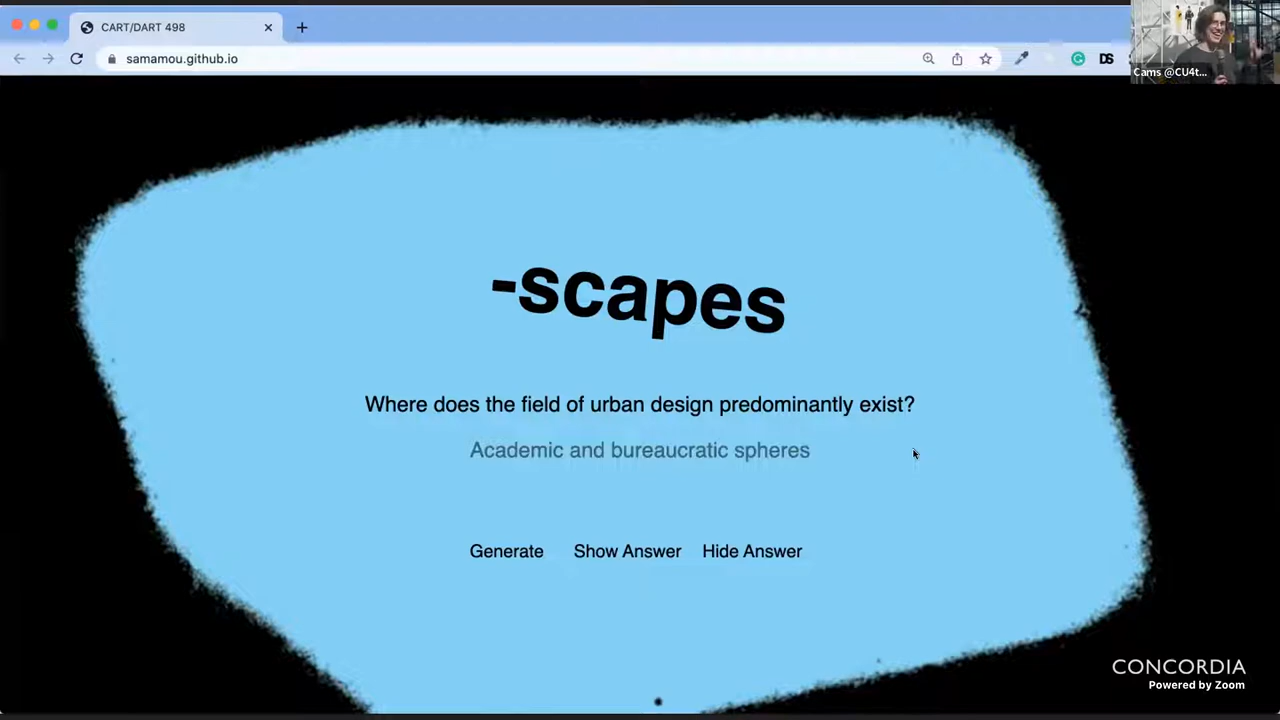 CART/DART 498
samamou.github.io
DS
Cams @CU4t...
-scapes
Where does the field of urban design predominantly exist?
Academic and bureaucratic spheres
Generate Show Answer Hide Answer
CONCORDIA
Powered by Zoom